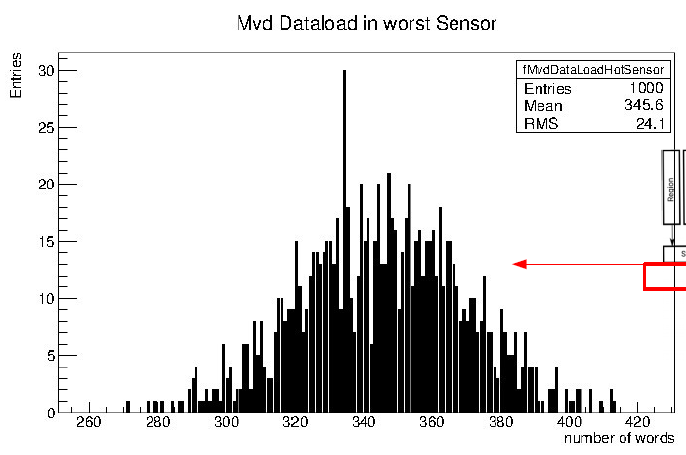 Mvd Dataload in worst Sensor
Entries
fMvdDataLoadHotSensor
Entries 1000
Mean 345.6
RMS 24.1
30
25
20
15
10
5
0
260 280 300 320 340 360 380 400 420
number of words
Region
S